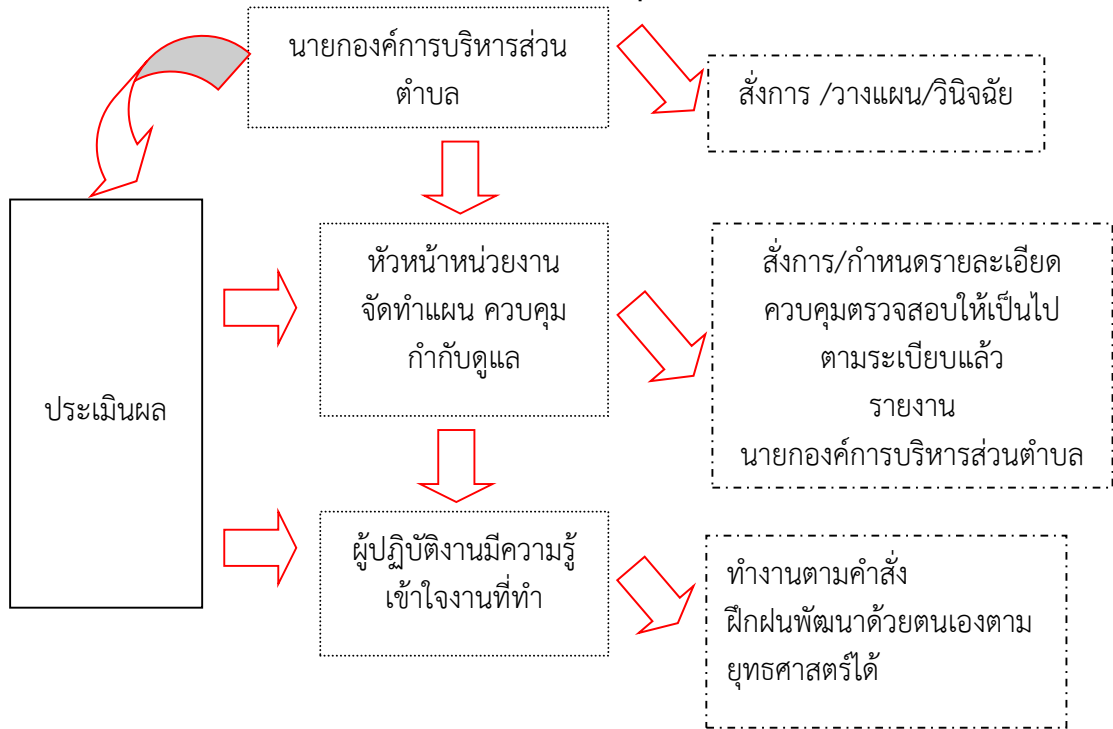 นายกองค์การบริหารส่วน
ตำบล
สั่งการ /วางแผน/วินิจฉัย
หัวหน้าหน่วยงาน
จัดทำแผน ควบคุม
กำกับดูแล
สั่งการ/กำหนดรายละเอียด
ควบคุมตรวจสอบให้เป็นไป
ตามระเบียบแล้ว
รายงาน
นายกองค์การบริหารส่วนตำบล
ประเมินผล
ผู้ปฏิบัติงานมีความรู้
เข้าใจงานที่ทำ
ทำงานตามคำสั่ง
ฝึกฝนพัฒนาด้วยตนเองตาม
ยุทธศาสตร์ได้